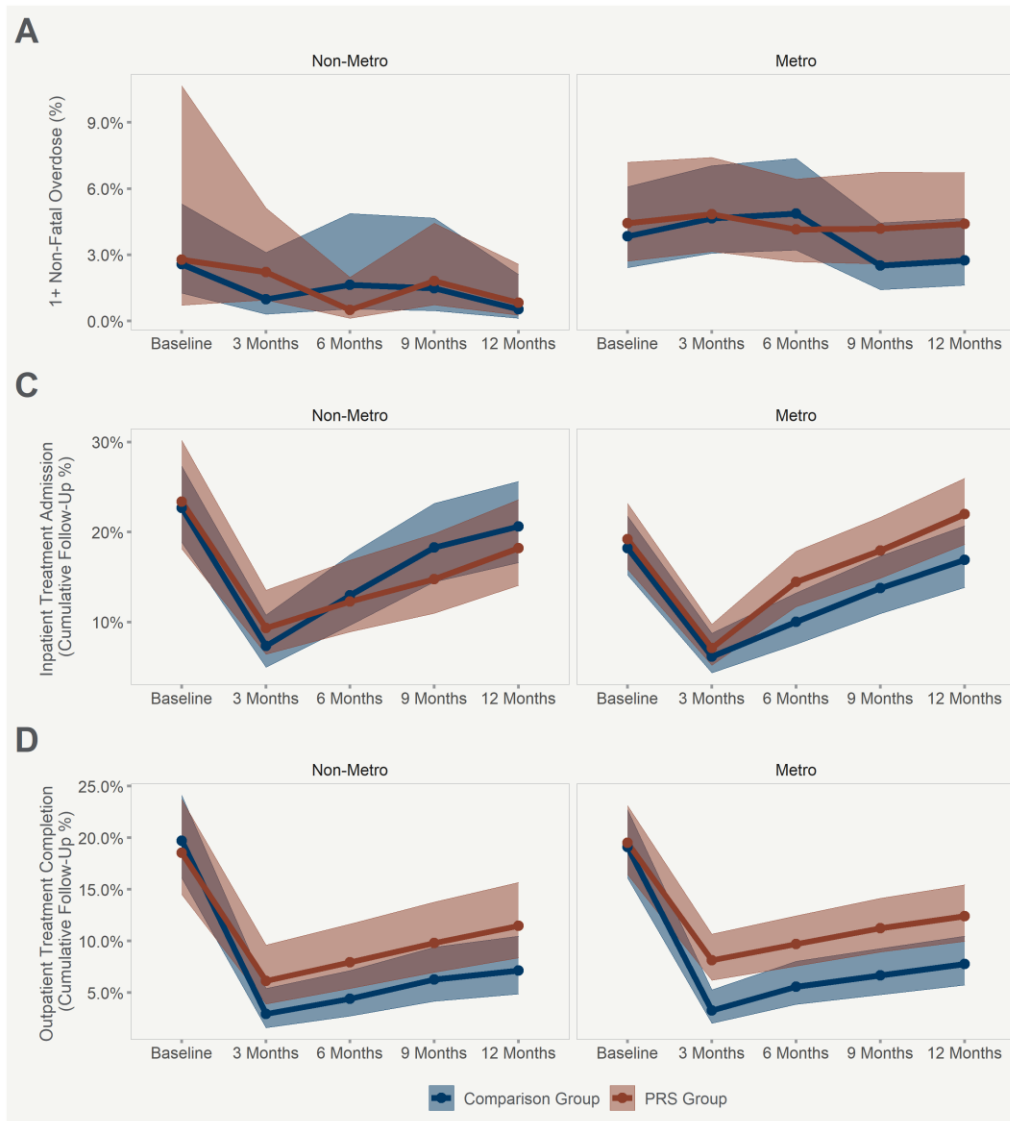 A
Non-Metro
Metro
1+ Non-Fatal Overdose (%)
9.0%
6.0%
3.0%
0.0%
Baseline 3 Months 6 Months 9 Months 12 Months
Baseline 3 Months 6 Months 9 Months 12 Months
C
Non-Metro
Metro
Inpatient Treatment Admission
(Cumulative Follow-Up %)
30%
20%
10%
Baseline 3 Months 6 Months 9 Months 12 Months
Baseline 3 Months 6 Months 9 Months 12 Months
D
Non-Metro
Metro
Outpatient Treatment Completion
(Cumulative Follow-Up %)
25.0%
20.0%
15.0%
10.0%
5.0%
Baseline 3 Months 6 Months 9 Months 12 Months
Baseline 3 Months 6 Months 9 Months 12 Months
Comparison Group PRS Group